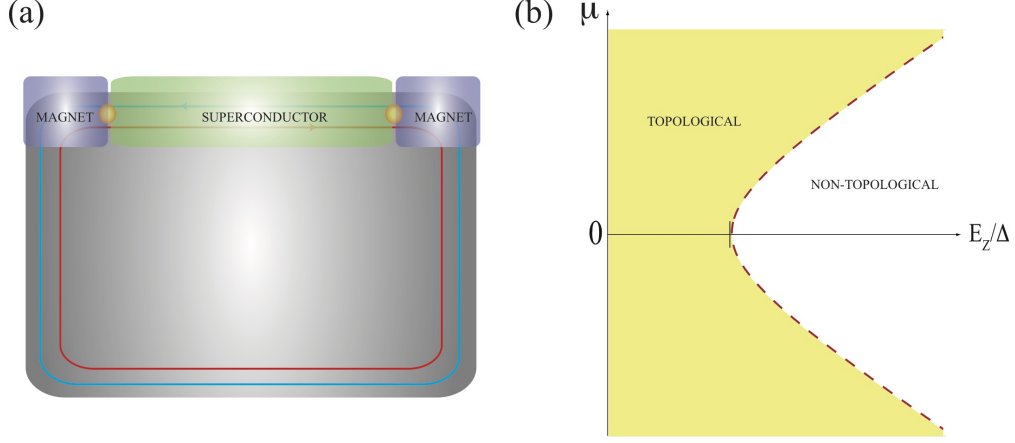 (a)
MAGNET
SUPERCONDUCTOR
MAGNET
(b)
μ
TOPOLOGICAL
NON-TOPOLOGICAL
0
E_Z/Δ